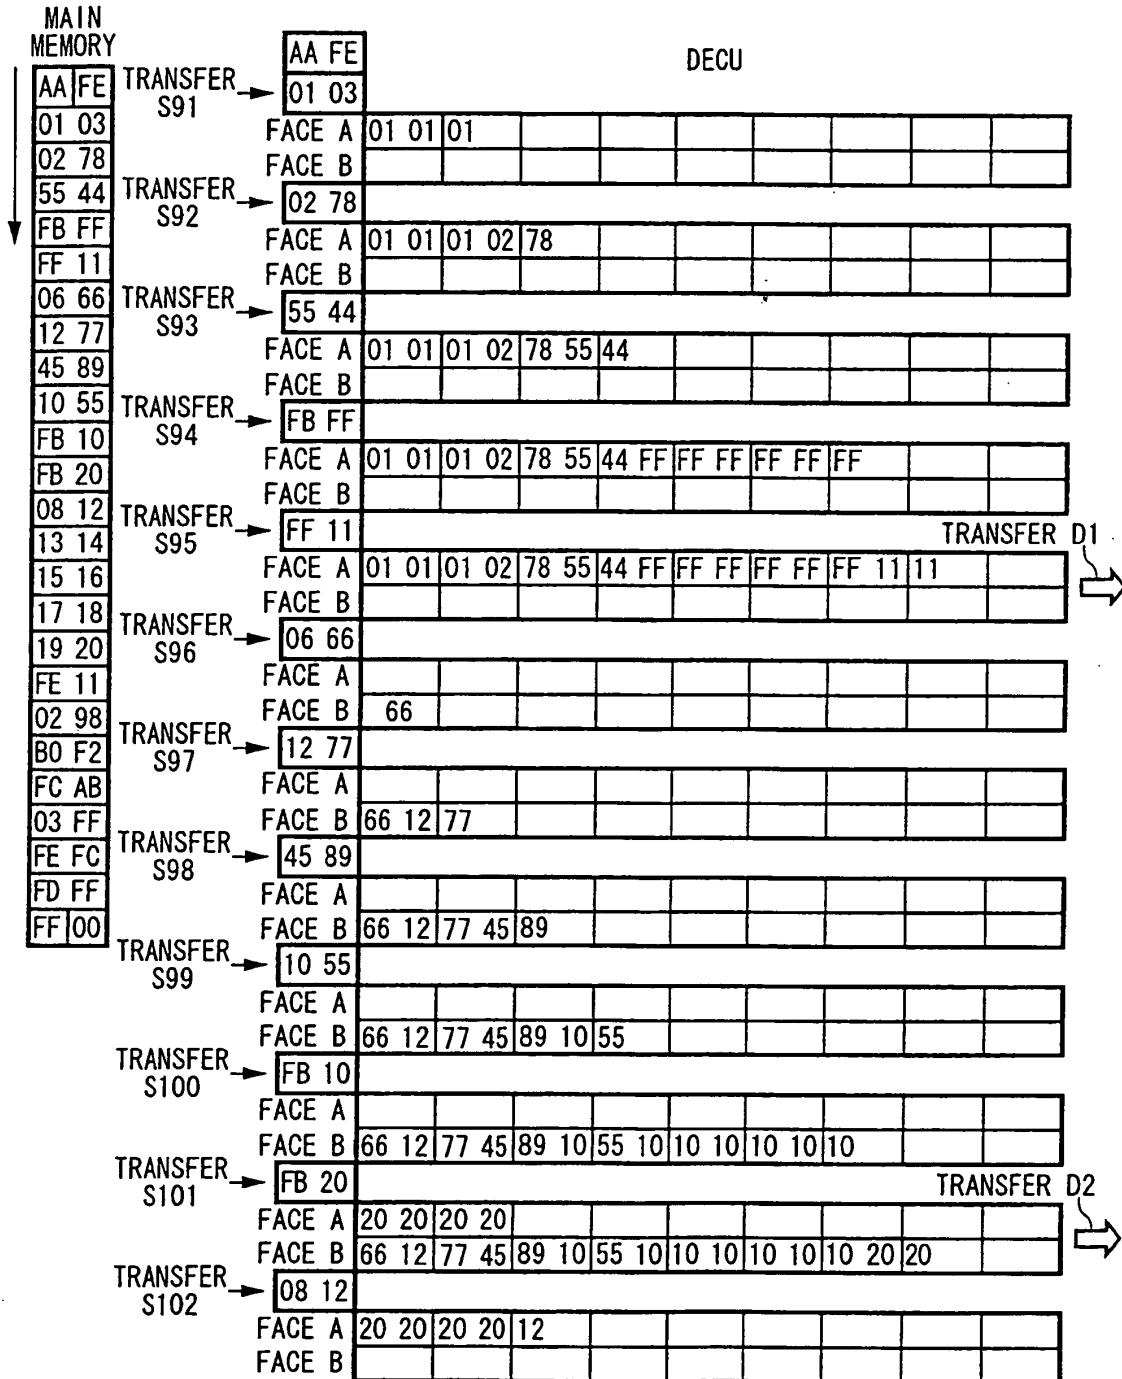 MAIN
MEMORY
AA FE
01 03
02 78
55 44
FB FF
FF 11
06 66
12 77
45 89
10 55
FB 10
FB 20
08 12
13 14
15 16
17 18
19 20
FE 11
02 98
B0 F2
FC AB
03 FF
FE FC
FD FF
FF 00
DECU
AA FE
TRANSFER
S91
01 03
FACE A 01 01 01
FACE B
TRANSFER
S92
02 78
FACE A 01 01 01 02 78
FACE B
TRANSFER
S93
55 44
FACE A 01 01 01 02 78 55 44
FACE B
TRANSFER
S94
FB FF
FACE A 01 01 01 02 78 55 44 FF FF FF FF FF FF
FACE B
TRANSFER
S95
FF 11
TRANSFER D1
FACE A 01 01 01 02 78 55 44 FF FF FF FF FF FF 11 11
FACE B
TRANSFER
S96
06 66
FACE A
FACE B 66
TRANSFER
S97
12 77
FACE A
FACE B 66 12 77
TRANSFER
S98
45 89
FACE A
FACE B 66 12 77 45 89
TRANSFER
S99
10 55
FACE A
FACE B 66 12 77 45 89 10 55
TRANSFER
S100
FB 10
FACE A
FACE B 66 12 77 45 89 10 55 10 10 10 10 10 10
TRANSFER
S101
FB 20
TRANSFER D2
FACE A 20 20 20 20
FACE B 66 12 77 45 89 10 55 10 10 10 10 10 10 20 20
TRANSFER
S102
08 12
FACE A 20 20 20 20 12
FACE B